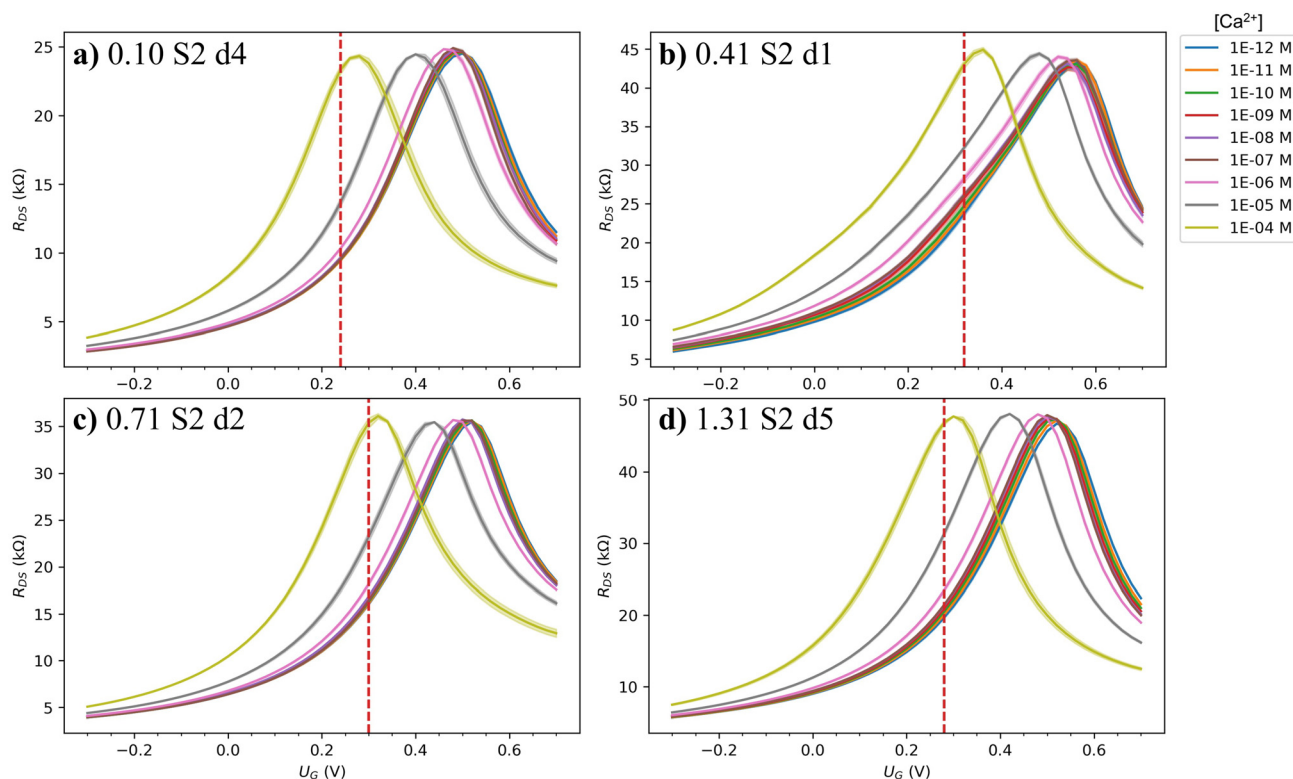 a) 0.10 S2 d4
25
20
15
10
5
R_DS (kΩ)
−0.2 0.0 0.2 0.4 0.6
b) 0.41 S2 d1
45
40
35
30
25
20
15
10
5
−0.2 0.0 0.2 0.4 0.6
[Ca²⁺]
1E-12 M
1E-11 M
1E-10 M
1E-09 M
1E-08 M
1E-07 M
1E-06 M
1E-05 M
1E-04 M
c) 0.71 S2 d2
35
30
25
20
15
10
5
R_DS (kΩ)
−0.2 0.0 0.2 0.4 0.6
U_G (V)
d) 1.31 S2 d5
50
40
30
20
10
−0.2 0.0 0.2 0.4 0.6
U_G (V)